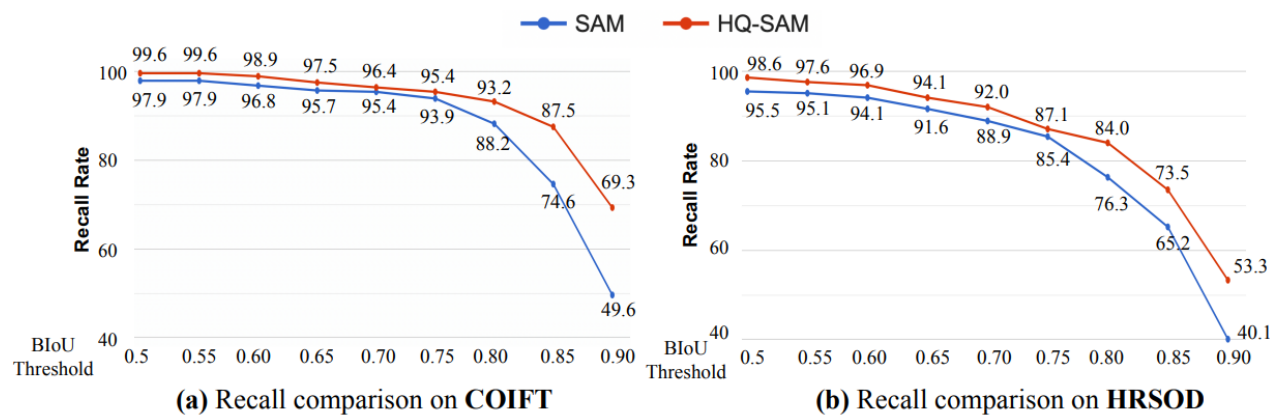 SAM HQ-SAM
99.6 99.6 98.9 97.5 96.4 95.4 93.2 87.5 69.3
97.9 97.9 96.8 95.7 95.4 93.9 88.2 74.6 49.6
100
80
60
40
Recall Rate
BIoU
Threshold
0.5 0.55 0.60 0.65 0.70 0.75 0.80 0.85 0.90
(a) Recall comparison on COIFT
98.6 97.6 96.9 94.1 92.0 87.1 84.0 73.5 53.3
95.5 95.1 94.1 91.6 88.9 85.4 76.3 65.2 40.1
100
80
60
40
Recall Rate
BIoU
Threshold
0.5 0.55 0.60 0.65 0.70 0.75 0.80 0.85 0.90
(b) Recall comparison on HRSOD